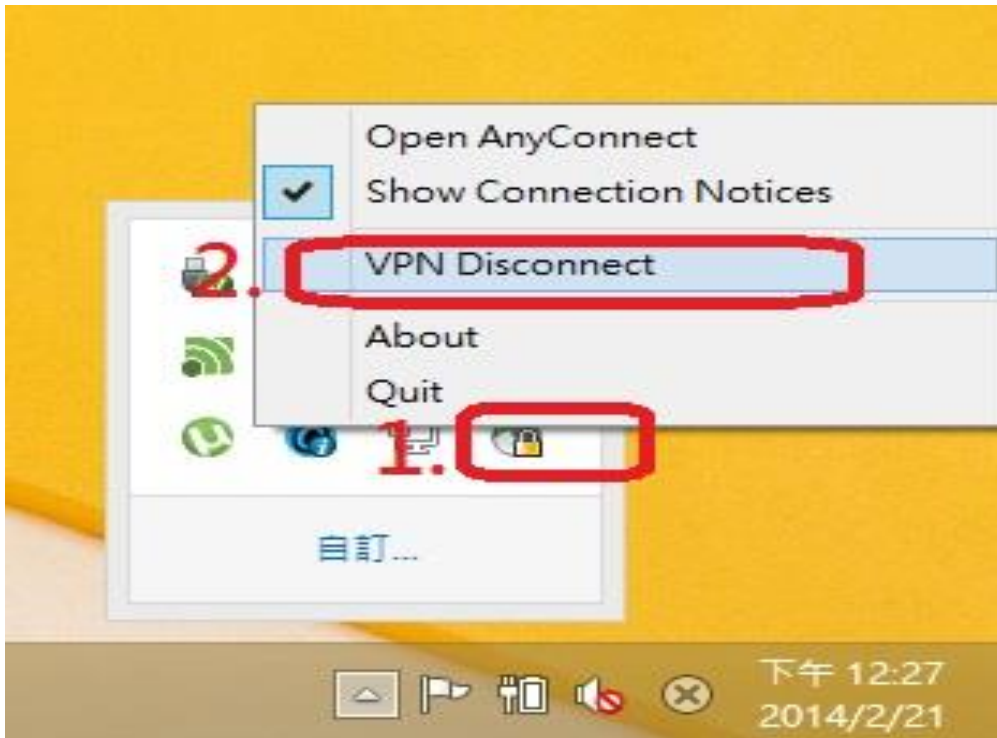 Open AnyConnect
Show Connection Notices
2.
VPN Disconnect
About
Quit
1.
自訂...
下午 12:27
2014/2/21